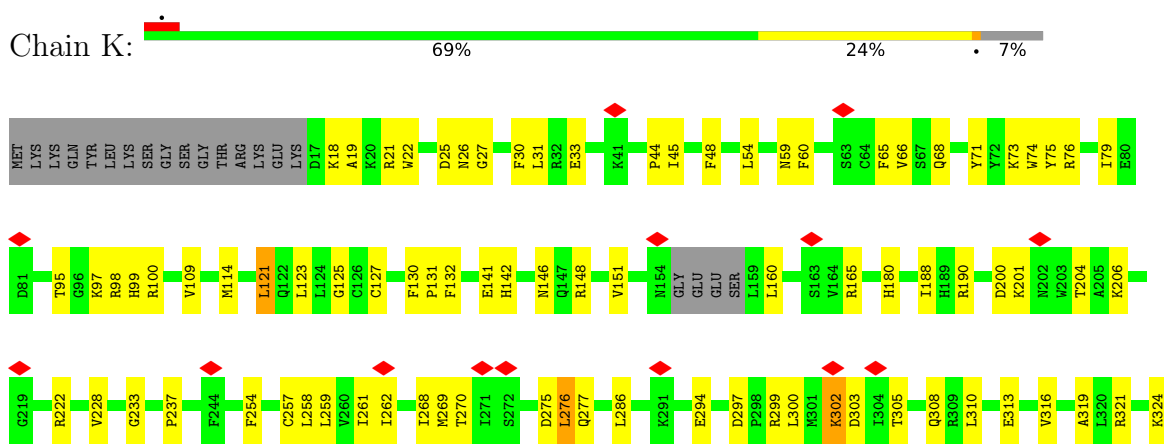 Chain K:
69% 24% • 7%
MET LYS LYS GLN TYR LEU LYS SER GLY SER GLY THR ARG LYS GLU LYS D17 K18 A19 K20 R21 W22 D25 N26 G27 F30 L31 R32 E33 K41 P44 I45 F48 L54 N59 F60 S63 C64 F65 V66 S67 Q68 Y71 Y72 K73 W74 Y75 R76 I79 E80
D81 T95 G96 K97 R98 H99 R100 V109 M114 L121 Q122 L123 L124 G125 C126 C127 F130 P131 F132 E141 H142 N146 Q147 R148 V151 N154 GLY GLU GLU SER L159 L160 S163 V164 R165 H180 I188 H189 R190 D200 K201 N202 W203 T204 A205 K206
G219 R222 V228 G233 P237 F244 F254 C257 L258 L259 V260 I261 I262 I268 M269 T270 I271 S272 D275 L276 Q277 L286 K291 E294 D297 P298 R299 L300 M301 K302 D303 I304 T305 Q308 R309 L310 E313 V316 A319 L320 R321 K324